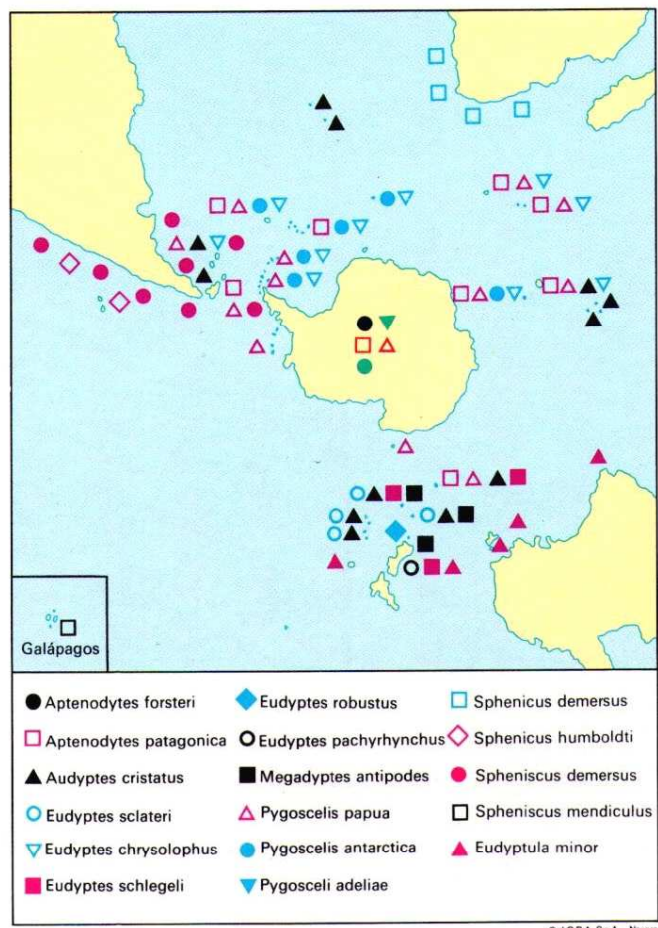 Galápagos
Aptenodytes forsteri
Aptenodytes patagonica
Audyptes cristatus
Eudyptes sclateri
Eudyptes chrysolophus
Eudyptes schlegeli
Eudyptes robustus
Eudyptes pachyrhynchus
Megadyptes antipodes
Pygoscelis papua
Pygoscelis antarctica
Pygosceli adeliae
Sphenicus demersus
Sphenicus humboldti
Spheniscus demersus
Spheniscus mendiculus
Eudyptula minor